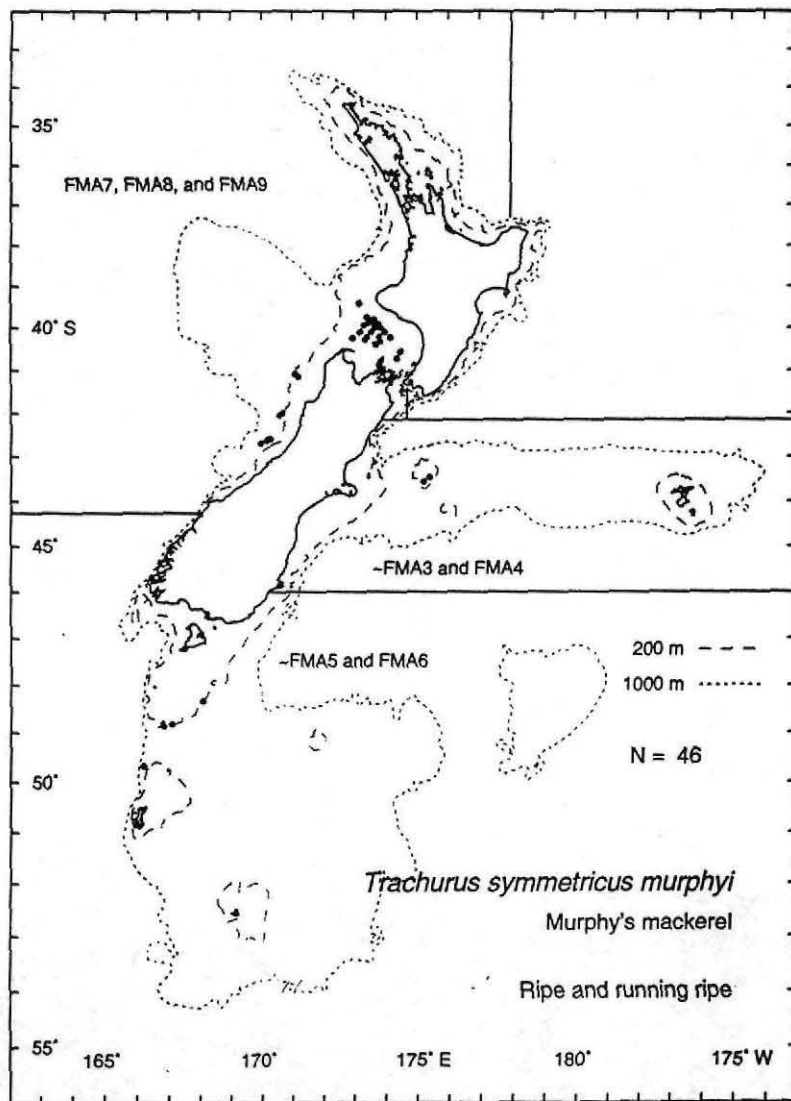 35°
FMA7, FMA8, and FMA9
40° S
45°
~FMA3 and FMA4
~FMA5 and FMA6
200 m
1000 m
N = 46
50°
Trachurus symmetricus murphyi
Murphy's mackerel
Ripe and running ripe
55°
165° 170° 175° E 180° 175° W